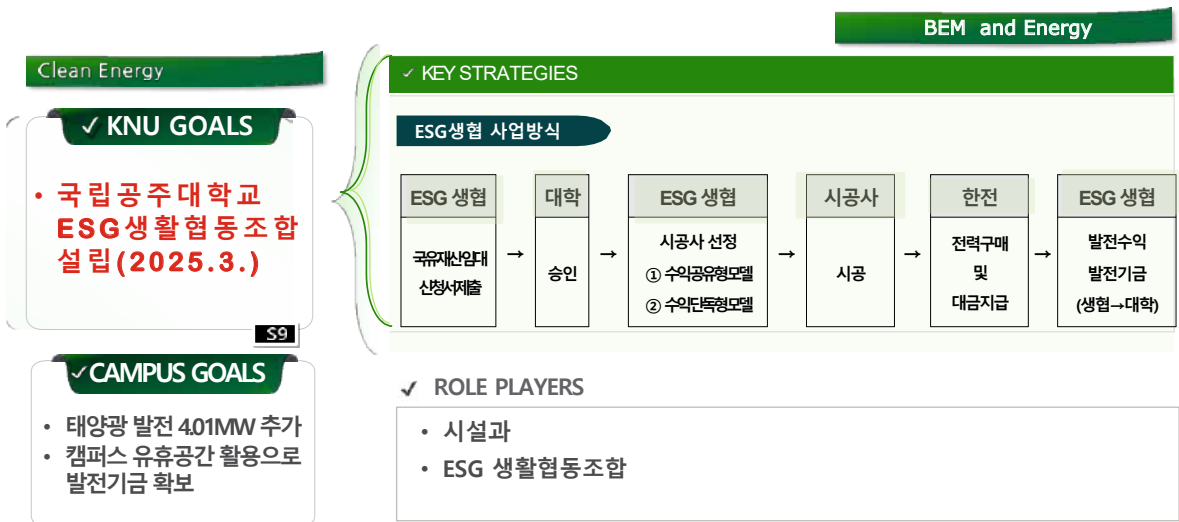 BEM and Energy
Clean Energy
✓ KNU GOALS
• 국립공주대학교
ESG생활협동조합
설립(2025.3.)
S9
✓CAMPUS GOALS
• 태양광 발전 4.01MW 추가
• 캠퍼스 유휴공간 활용으로
발전기금 확보
✓ KEY STRATEGIES
ESG생협 사업방식
ESG 생협
국유재산임대
신청서제출
→
대학
승인
→
ESG 생협
시공사 선정
① 수익공유형모델
② 수익단독형모델
→
시공사
시공
→
한전
전력구매
및
대금지급
→
ESG 생협
발전수익
발전기금
(생협→대학)
✓ ROLE PLAYERS
• 시설과
• ESG 생활협동조합